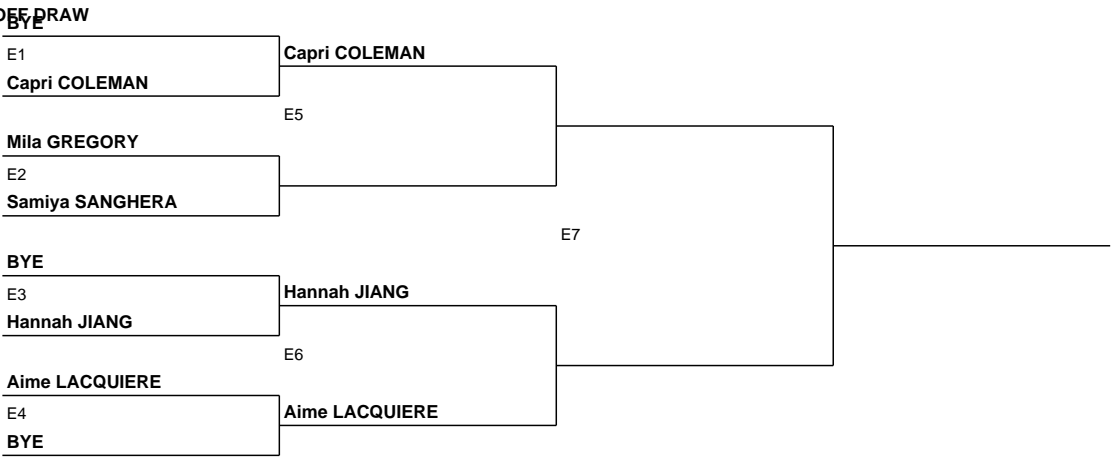 DRAW
BYE
E1
Capri COLEMAN
Capri COLEMAN
E5
Mila GREGORY
E2
Samiya SANGHERA
E7
BYE
E3
Hannah JIANG
Hannah JIANG
E6
Aime LACQUIERE
E4
Aime LACQUIERE
BYE